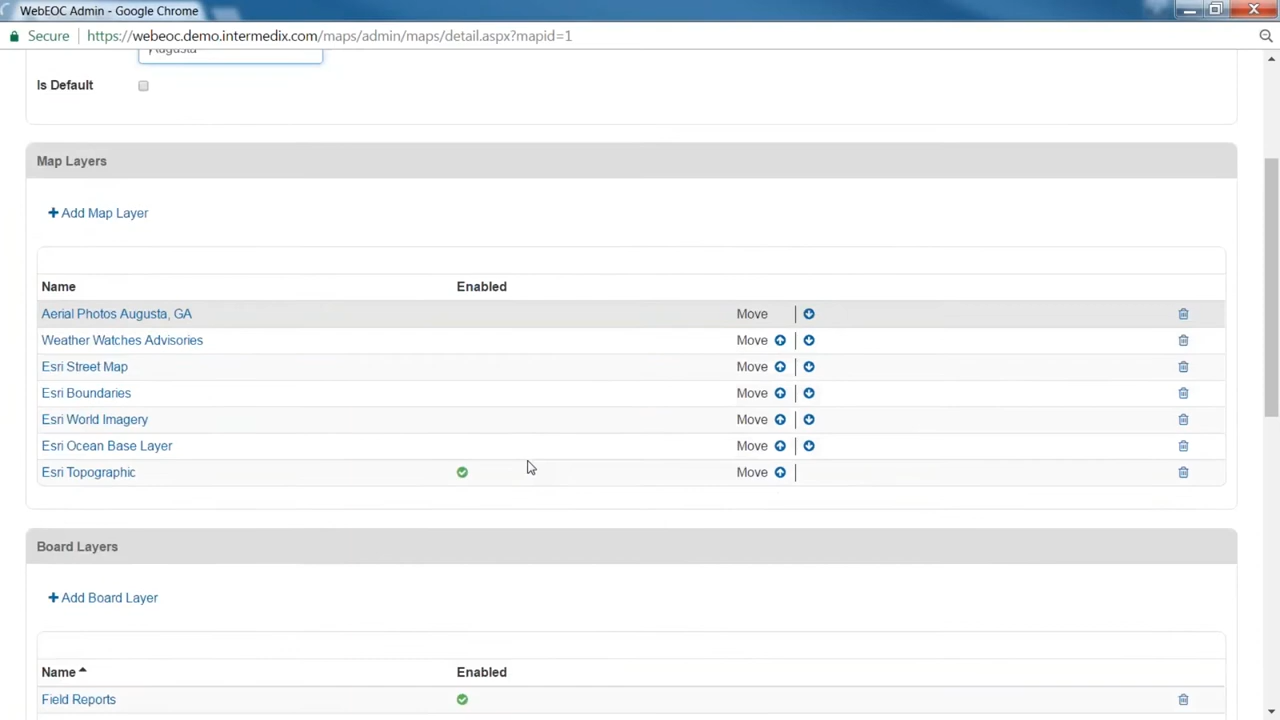 WebEOC Admin - Google Chrome
Secure https://webeoc.demo.intermedix.com/maps/admin/maps/detail.aspx?mapid=1
Augusta
Is Default
Map Layers
+ Add Map Layer
Name Enabled
Aerial Photos Augusta, GA Move
Weather Watches Advisories Move
Esri Street Map Move
Esri Boundaries Move
Esri World Imagery Move
Esri Ocean Base Layer Move
Esri Topographic Move
Board Layers
+ Add Board Layer
Name Enabled
Field Reports